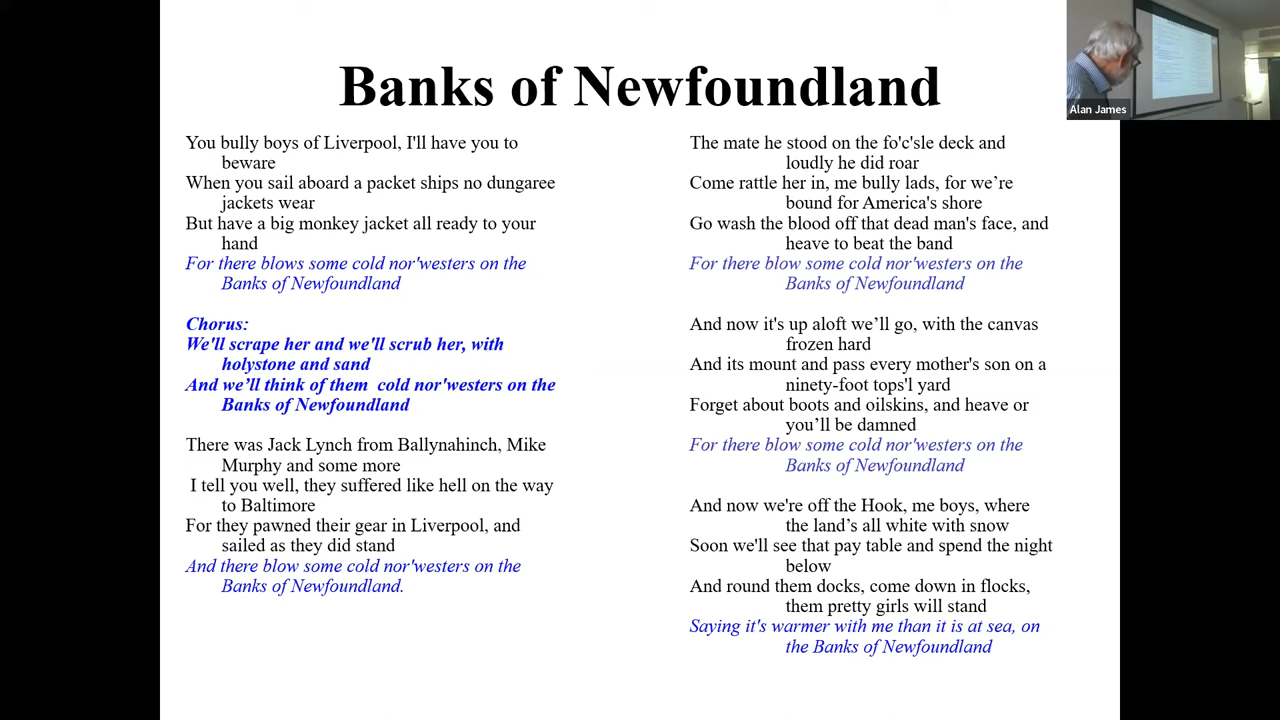 Banks of Newfoundland
You bully boys of Liverpool, I'll have you to
beware
When you sail aboard a packet ships no dungaree
jackets wear
But have a big monkey jacket all ready to your
hand
For there blows some cold nor'westers on the
Banks of Newfoundland
Chorus:
We'll scrape her and we'll scrub her, with
holystone and sand
And we’ll think of them  cold nor'westers on the
Banks of Newfoundland
There was Jack Lynch from Ballynahinch, Mike
Murphy and some more
I tell you well, they suffered like hell on the way
to Baltimore
For they pawned their gear in Liverpool, and
sailed as they did stand
And there blow some cold nor'westers on the
Banks of Newfoundland.
The mate he stood on the fo'c'sle deck and
loudly he did roar
Come rattle her in, me bully lads, for we’re
bound for America's shore
Go wash the blood off that dead man's face, and
heave to beat the band
For there blow some cold nor'westers on the
Banks of Newfoundland
And now it's up aloft we’ll go, with the canvas
frozen hard
And its mount and pass every mother's son on a
ninety-foot tops'l yard
Forget about boots and oilskins, and heave or
you’ll be damned
For there blow some cold nor'westers on the
Banks of Newfoundland
And now we're off the Hook, me boys, where
the land’s all white with snow
Soon we'll see that pay table and spend the night
below
And round them docks, come down in flocks,
them pretty girls will stand
Saying it's warmer with me than it is at sea, on
the Banks of Newfoundland
Alan James